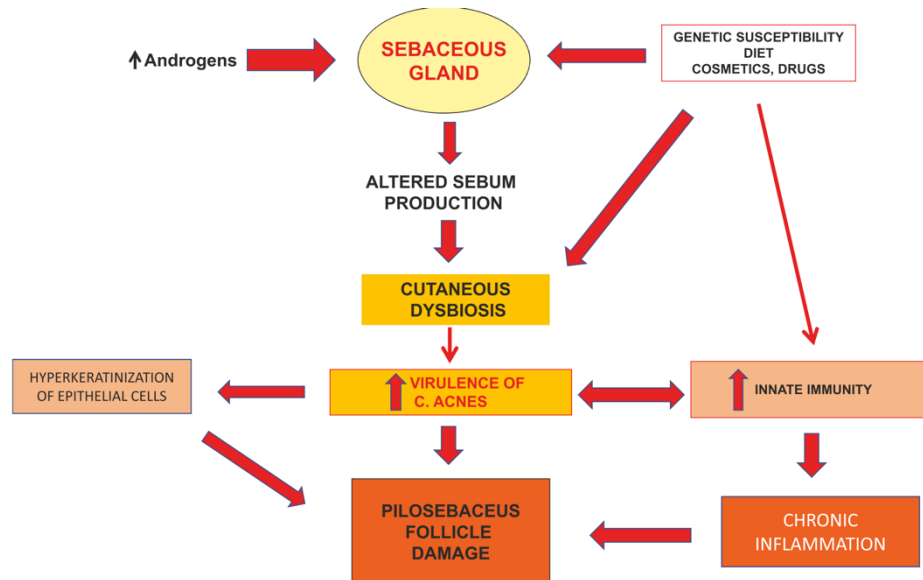 ↑Androgens
SEBACEOUS
GLAND
GENETIC SUSCEPTIBILITY
DIET
COSMETICS, DRUGS
ALTERED SEBUM
PRODUCTION
CUTANEOUS
DYSBIOSIS
HYPERKERATINIZATION
OF EPITHELIAL CELLS
VIRULENCE OF
C. ACNES
INNATE IMMUNITY
PILOSEBACEUS
FOLLICLE
DAMAGE
CHRONIC
INFLAMMATION